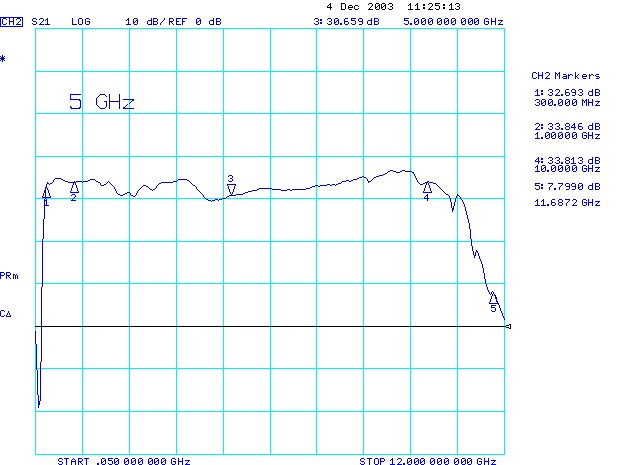 4 Dec 2003 11:25:13
CH2 S21 LOG 10 dB/REF 0 dB 3: 30.659 dB 5.000 000 000 GHz
*
5 GHz
CH2 Markers
1: 32.693 dB
300.000 MHz
2: 33.846 dB
1.00000 GHz
4: 33.813 dB
10.0000 GHz
5: 7.7990 dB
11.6872 GHz
3
1
2
4
PRm
5
CΔ
START .050 000 000 GHz STOP 12.000 000 000 GHz